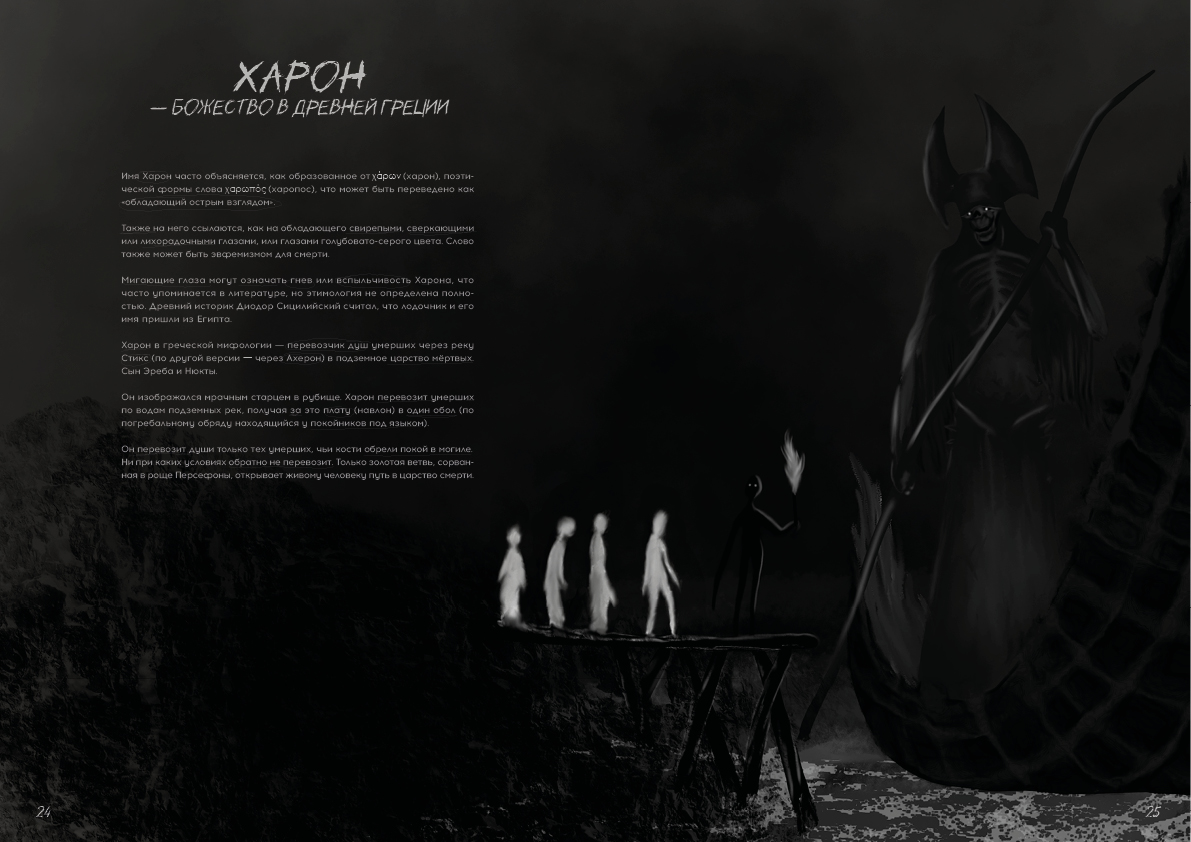 ХАРОН
— БОЖЕСТВО В ДРЕВНЕЙ ГРЕЦИИ
Имя Харон часто объясняется, как образованное от χάρων (харон), поэти-
ческой формы слова χαρωπός (харопос), что может быть переведено как
«обладающий острым взглядом».
Также на него ссылаются, как на обладающего свирепыми, сверкающими
или лихорадочными глазами, или глазами голубовато-серого цвета. Слово
также может быть эвфемизмом для смерти.
Мигающие глаза могут означать гнев или вспыльчивость Харона, что
часто упоминается в литературе, но этимология не определена полно-
стью. Древний историк Диодор Сицилийский считал, что лодочник и его
имя пришли из Египта.
Харон в греческой мифологии — перевозчик душ умерших через реку
Стикс (по другой версии — через Ахерон) в подземное царство мёртвых.
Сын Эреба и Нюкты.
Он изображался мрачным старцем в рубище. Харон перевозит умерших
по водам подземных рек, получая за это плату (навлон) в один обол (по
погребальному обряду находящийся у покойников под языком).
Он перевозит души только тех умерших, чьи кости обрели покой в могиле.
Ни при каких условиях обратно не перевозит. Только золотая ветвь, сорван-
ная в роще Персефоны, открывает живому человеку путь в царство смерти.
24
25